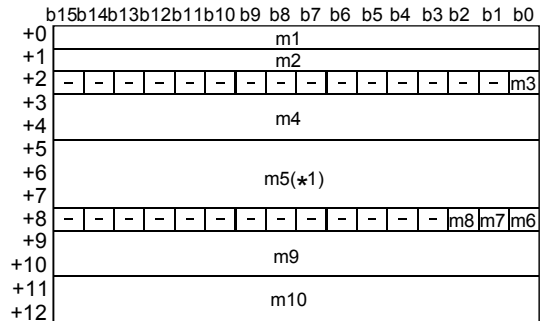 b15b14b13b12b11b10 b9 b8 b7 b6 b5 b4 b3 b2 b1 b0
+0 m1
+1 m2
+2 - - - - - - - - - - - - - - - m3
+3
m4
+4
+5
+6 m5(*1)
+7
+8 - - - - - - - - - - - - - m8 m7 m6
+9
m9
+10
+11
m10
+12